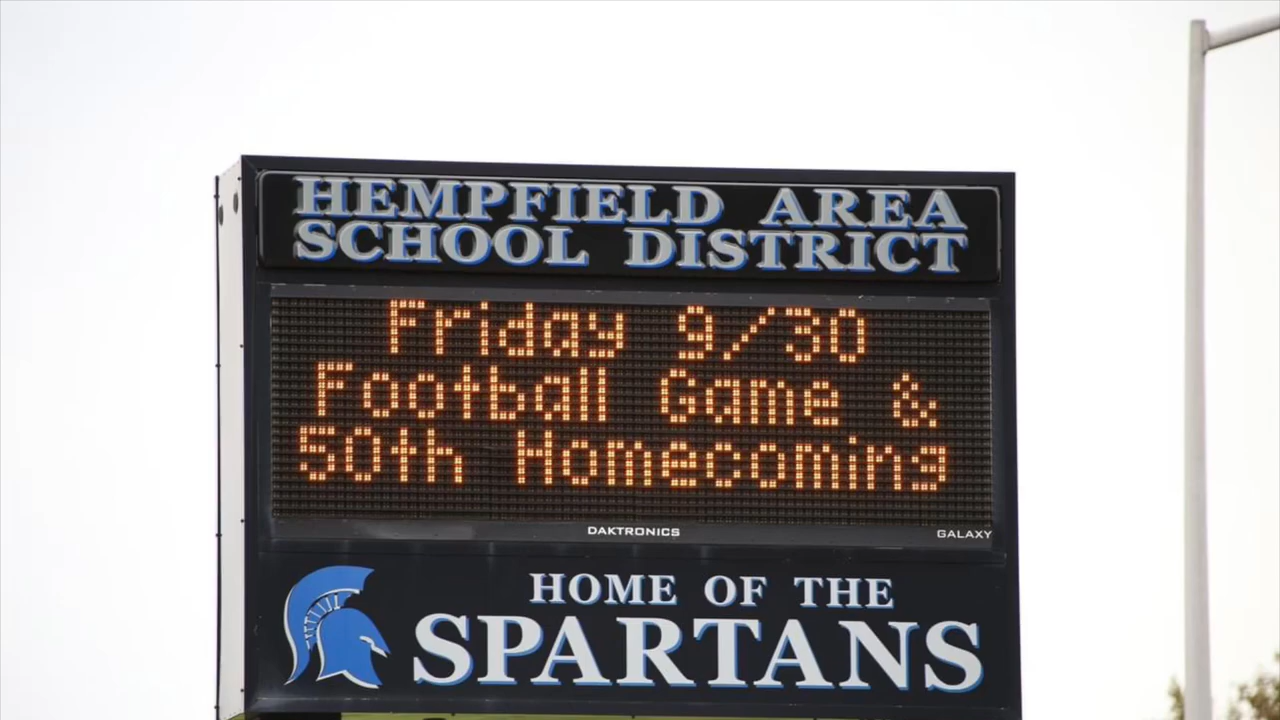 HEMPFIELD AREA
SCHOOL DISTRICT
Friday 9/30
Football Game &
50th Homecoming
DAKTRONICS
GALAXY
HOME OF THE
SPARTANS